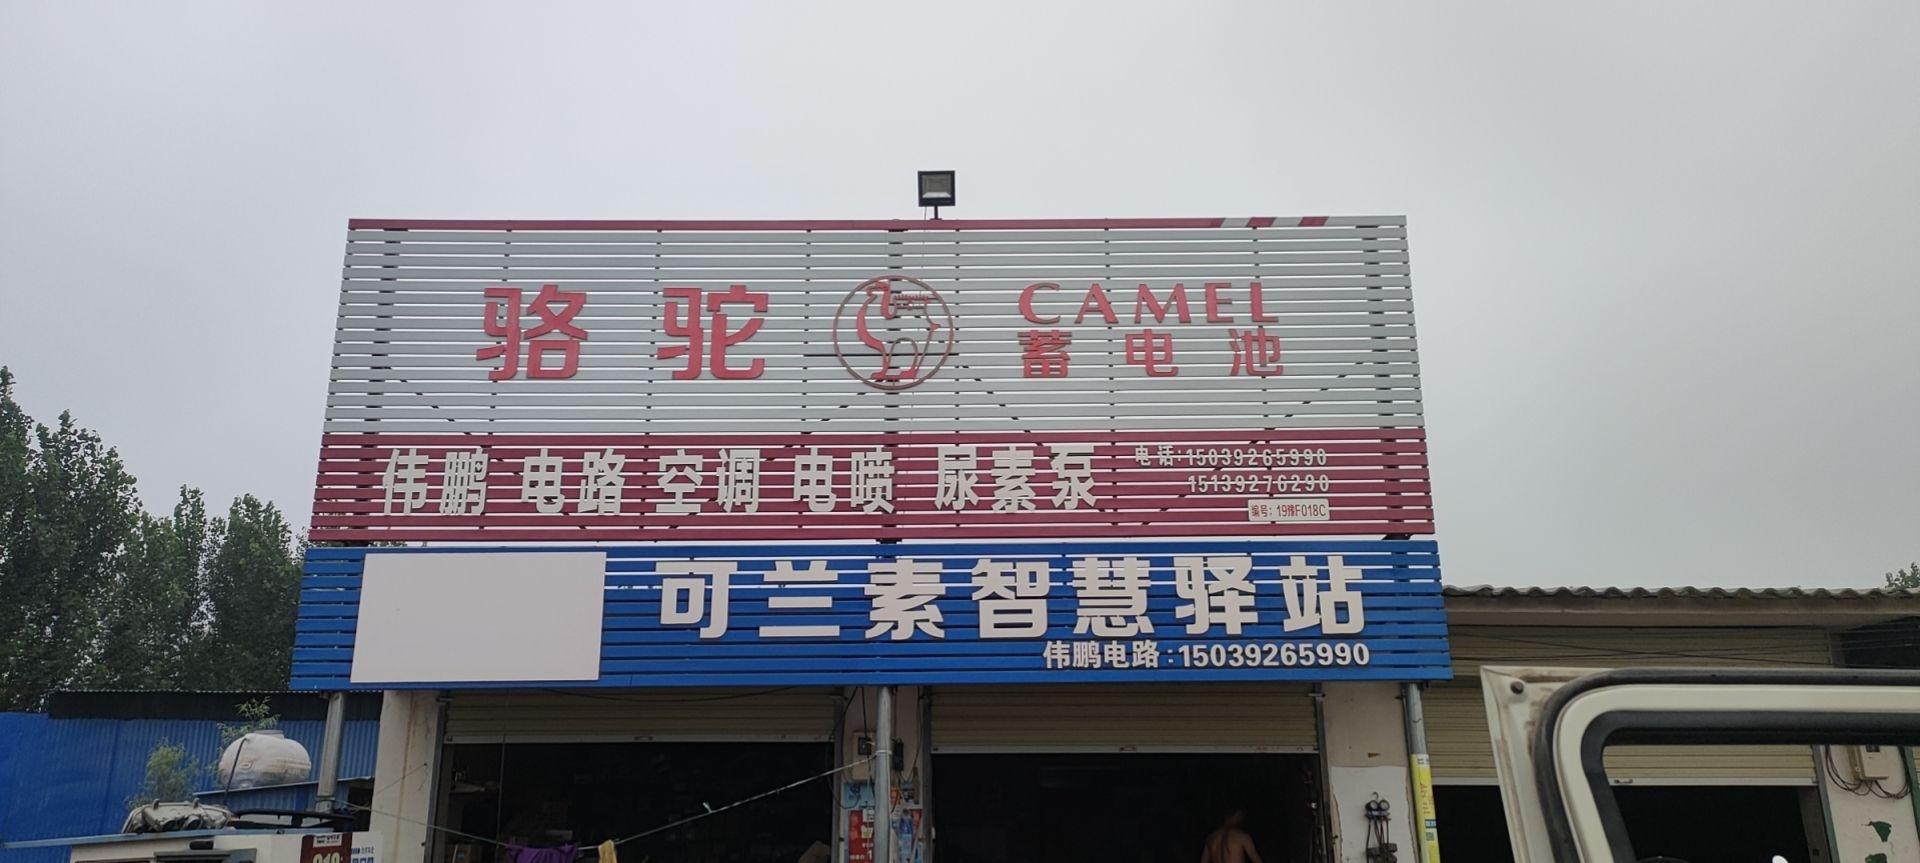 骆驼 CAMEL
蓄电池
伟鹏 电路 空调 电喷 尿素泵
电话:15039265990
15139276290
编号：19豫F018C
可兰素智慧驿站
伟鹏电路:15039265990